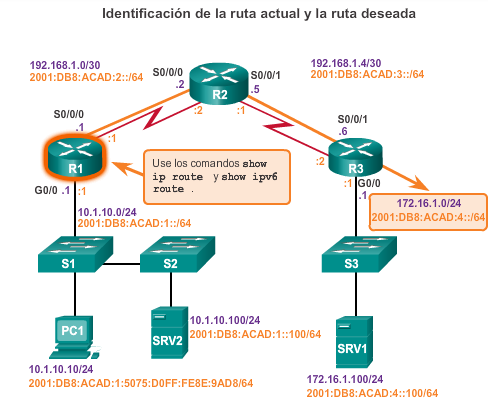 Identificación de la ruta actual y la ruta deseada
192.168.1.0/30
2001:DB8:ACAD:2::/64
S0/0/0
.2
R2
S0/0/1
.5
192.168.1.4/30
2001:DB8:ACAD:3::/64
:2
:1
S0/0/0
.1
:1
R1
G0/0
.1
:1
Use los comandos show
ip route y show ipv6
route .
S0/0/1
.6
:2
R3
:1
G0/0
.1
172.16.1.0/24
2001:DB8:ACAD:4::/64
10.1.10.0/24
2001:DB8:ACAD:1::/64
S1
S2
S3
PC1
10.1.10.10/24
2001:DB8:ACAD:1:5075:D0FF:FE8E:9AD8/64
SRV2
10.1.10.100/24
2001:DB8:ACAD:1::100/64
SRV1
172.16.1.100/24
2001:DB8:ACAD:4::100/64